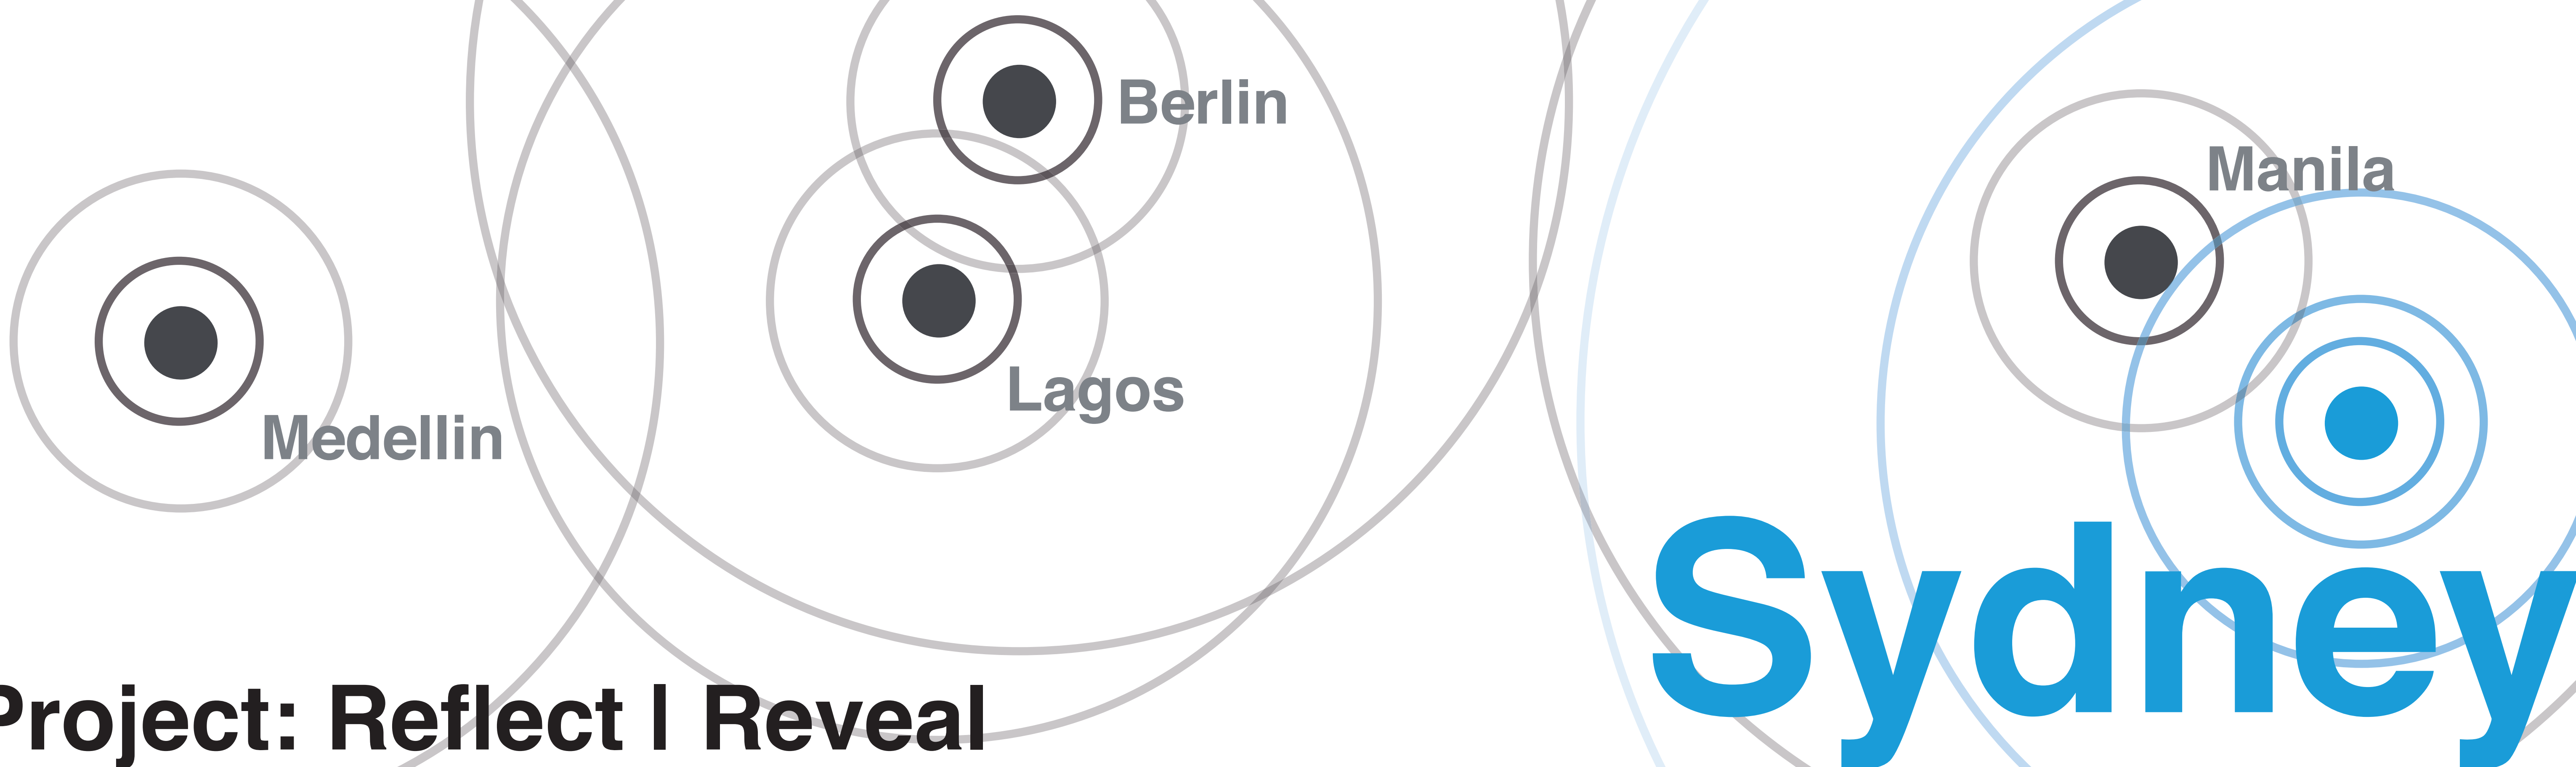 Berlin
Manila
Lagos
Medellin
Sydney
Project: Reflect | Reveal